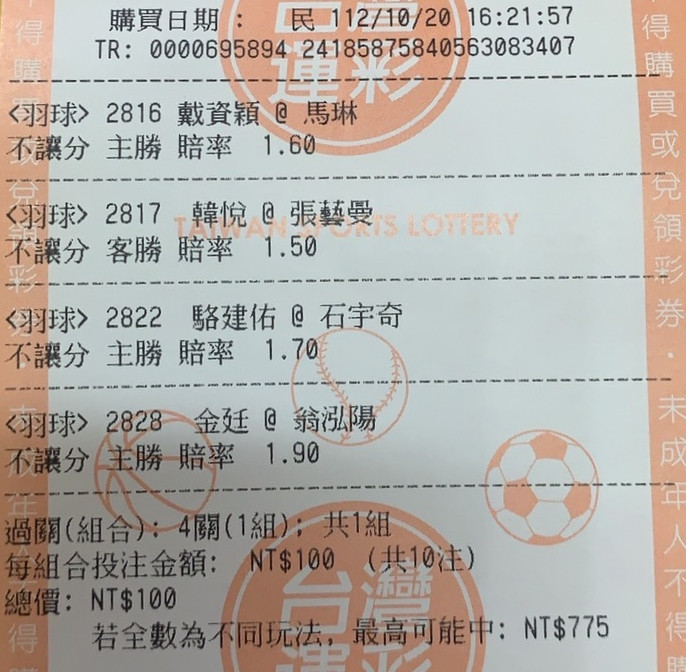 購買日期 : 民 112/10/20 16:21:57
TR: 0000695894 24185875840563083407
<羽球> 2816 戴資穎 @ 馬琳
不讓分 主勝 賠率 1.60
<羽球> 2817 韓悅 @ 張藝曼
不讓分 客勝 賠率 1.50
TAIWAN SPORTS LOTTERY
<羽球> 2822 駱建佑 @ 石宇奇
不讓分 主勝 賠率 1.70
<羽球> 2828 金廷 @ 翁泓陽
不讓分 主勝 賠率 1.90
過關(組合): 4關(1組); 共1組
每組合投注金額: NT$100 (共10注)
總價: NT$100
若全數為不同玩法, 最高可能中: NT$775
台灣
運彩
得購買或兌領彩券・未成年人不得購